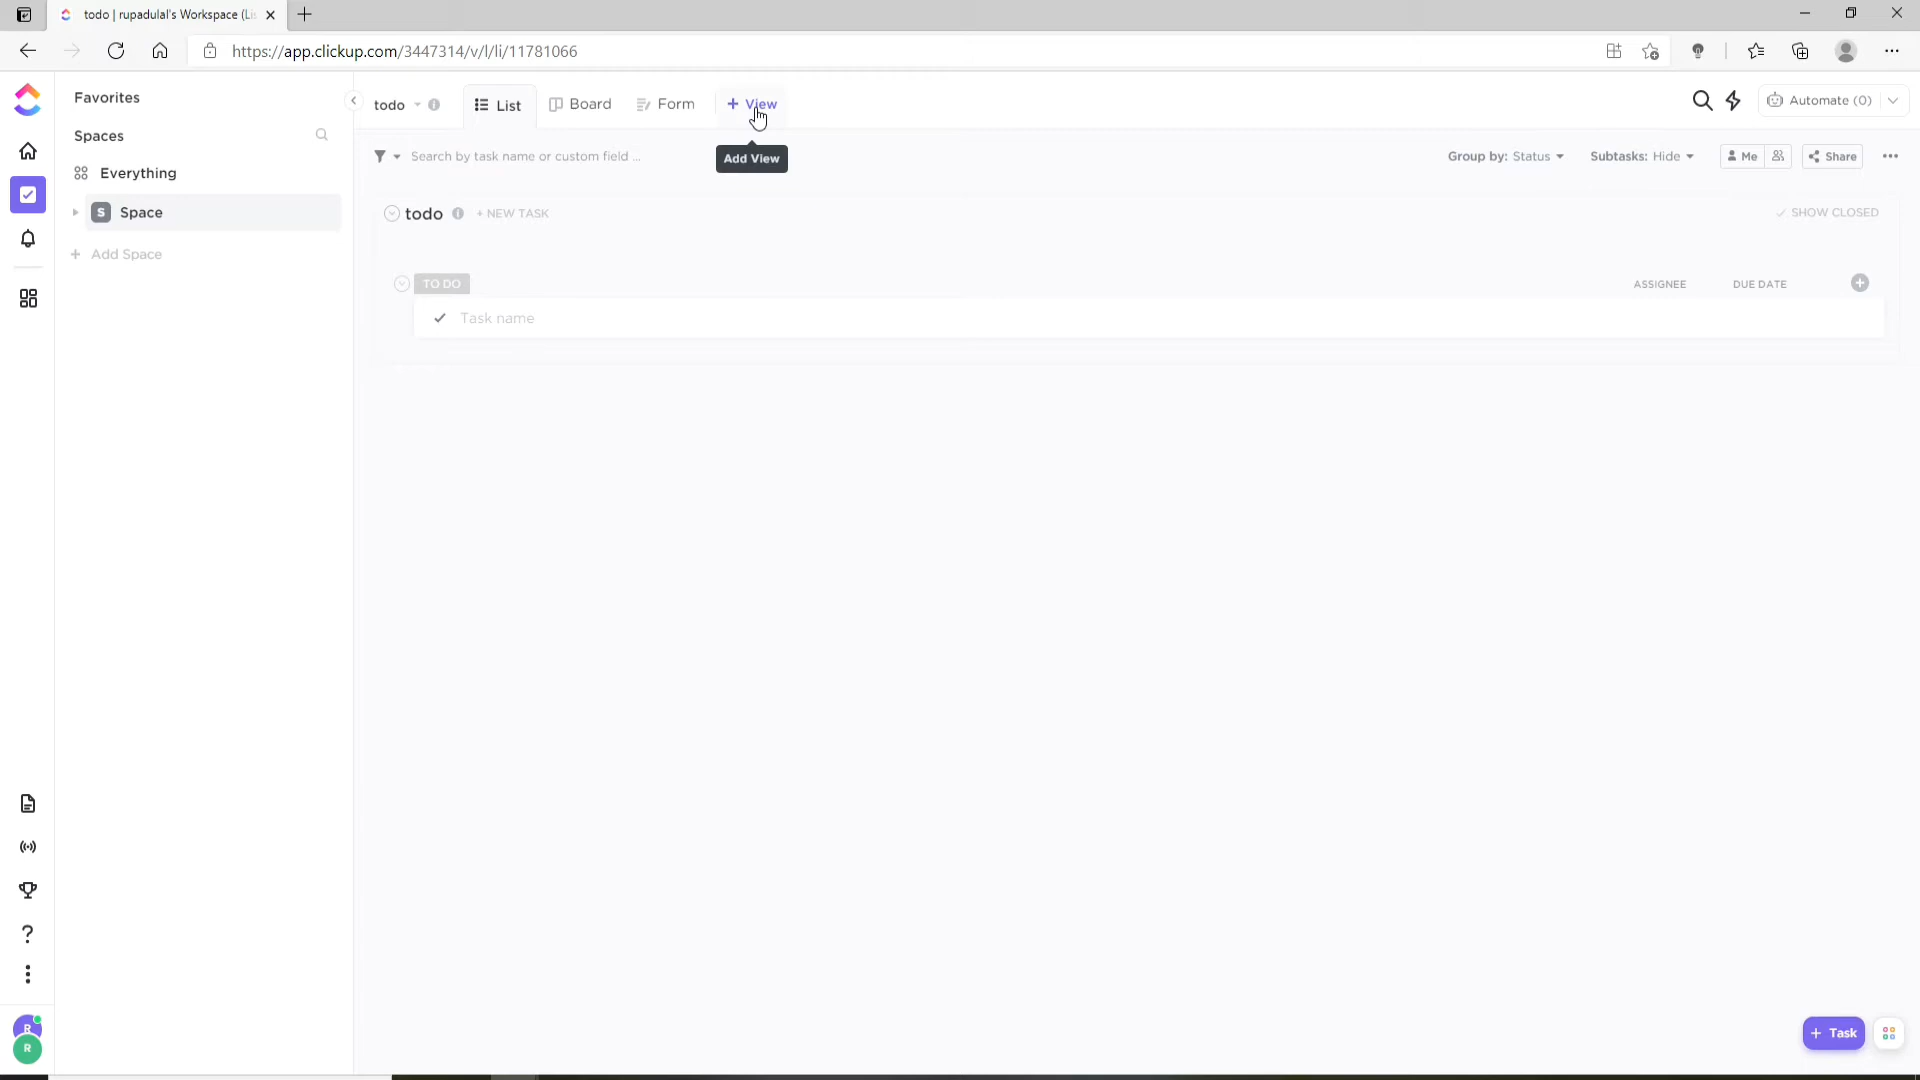 todo | rupadulal's Workspace (Lis
https://app.clickup.com/3447314/v/l/li/11781066
Favorites
todo
List
Board
Form
+ View
Automate (0)
Spaces
Search by task name or custom field ...
Add View
Group by: Status
Subtasks: Hide
Me
Share
Everything
S Space
todo
+ NEW TASK
SHOW CLOSED
+ Add Space
TO DO
ASSIGNEE
DUE DATE
Task name
R
R
+ Task